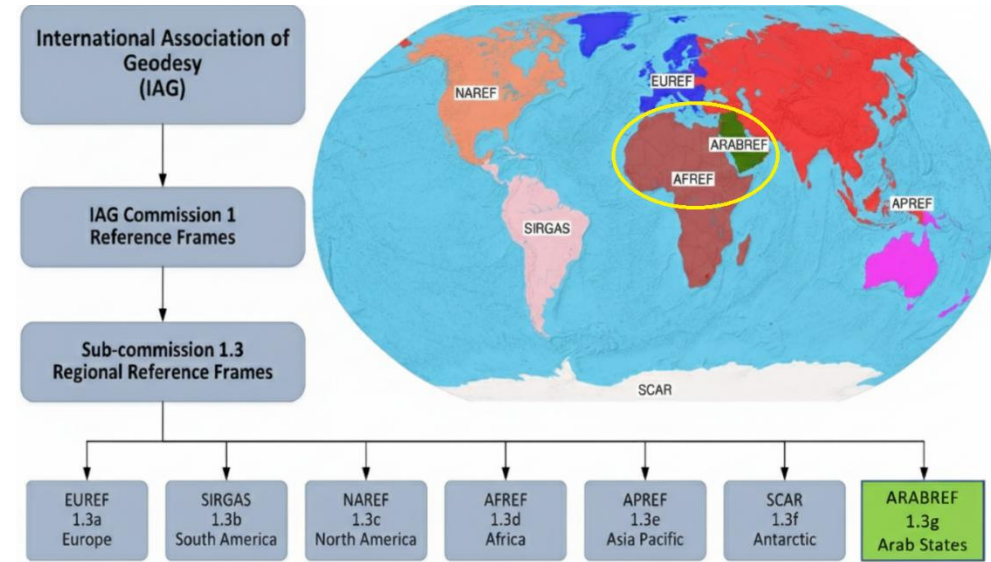 International Association of
Geodesy
(IAG)
IAG Commission 1
Reference Frames
Sub-commission 1.3
Regional Reference Frames
NAREF
EUREF
ARABREF
AFREF
APREF
SIRGAS
SCAR
EUREF
1.3a
Europe
SIRGAS
1.3b
South America
NAREF
1.3c
North America
AFREF
1.3d
Africa
APREF
1.3e
Asia Pacific
SCAR
1.3f
Antarctic
ARABREF
1.3g
Arab States